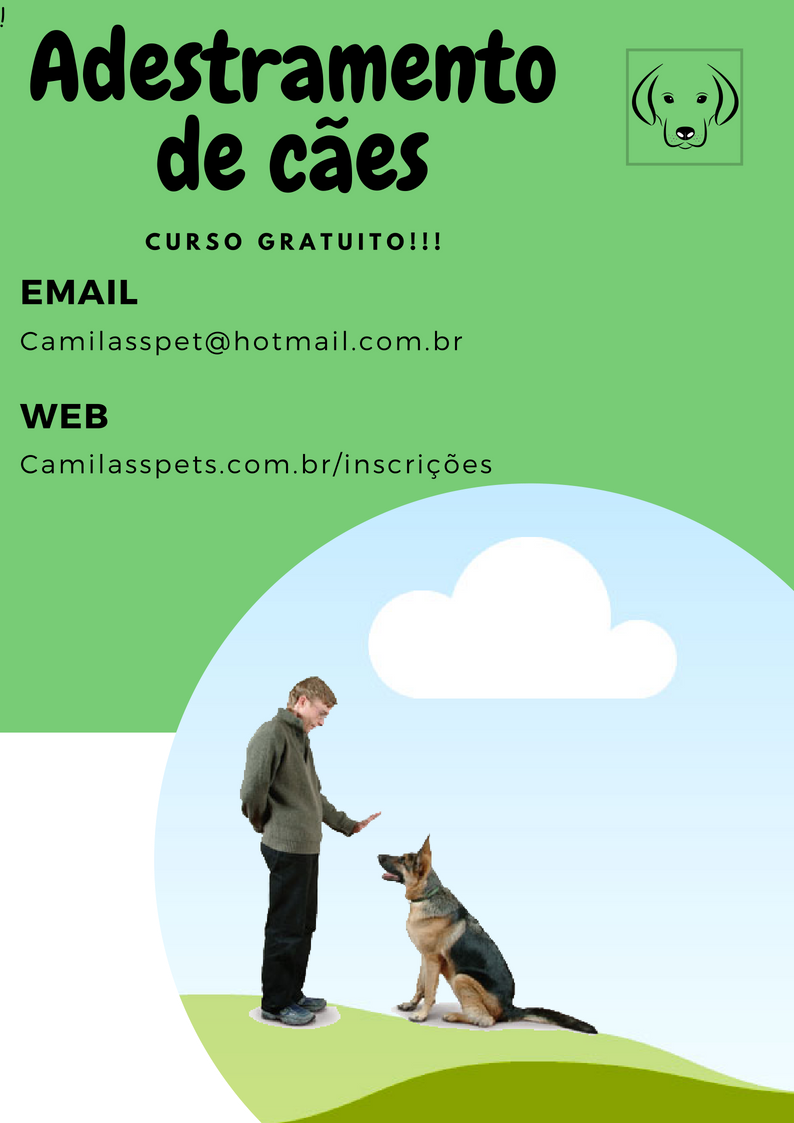 !
Adestramento
de cães
CURSO GRATUITO!!!
EMAIL
Camilasspet@hotmail.com.br
WEB
Camilasspets.com.br/inscrições